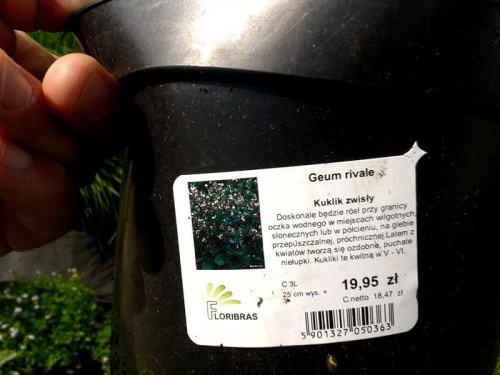 Geum rivale
Kuklik zwisły
Doskonale będzie rósł przy granicy
oczka wodnego w miejscach wilgotnych,
słonecznych lub w półcieniu, na glebie
przepuszczalnej, próchnicznej.Latem z
kwiatów tworzą się ozdobne, puchate
niełupki. Kukliki te kwitną w V - VI.
C 3L
25 cm wys. +
19,95 zł
C.netto 18,47 zł
FLORIBRAS
5 901327 050363